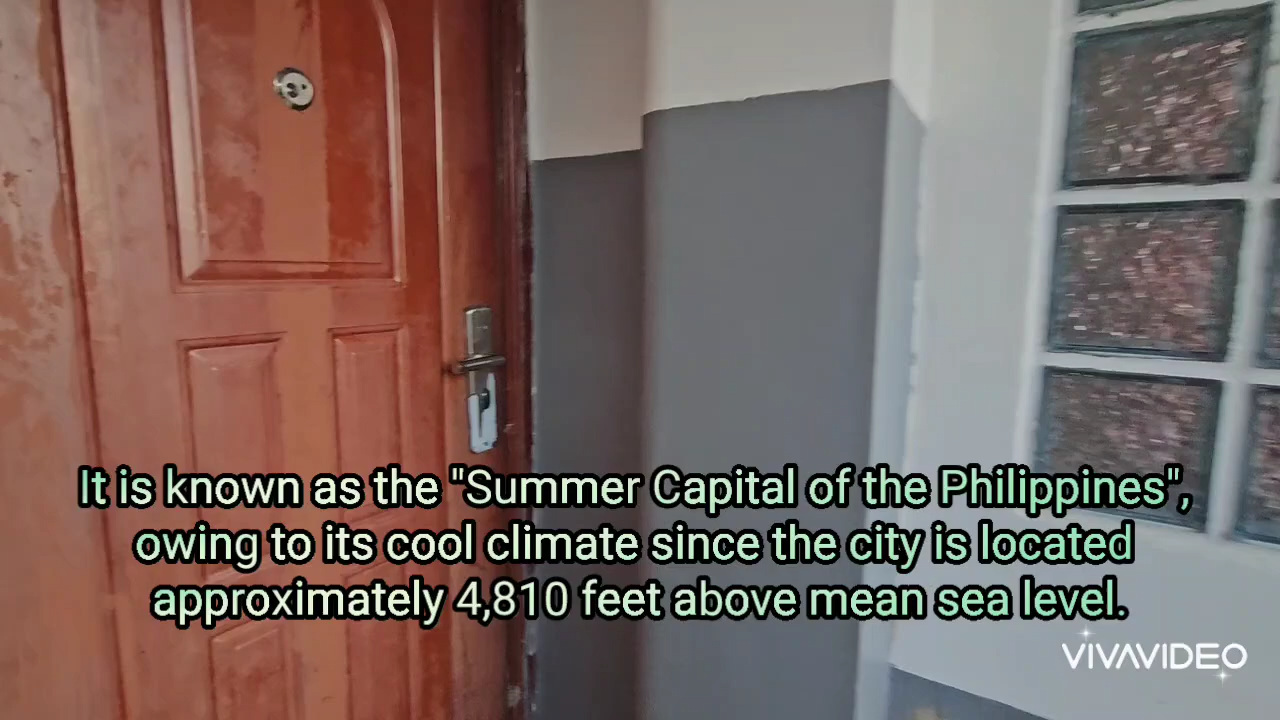 It is known as the "Summer Capital of the Philippines",
owing to its cool climate since the city is located
approximately 4,810 feet above mean sea level.
VIVAVIDEO